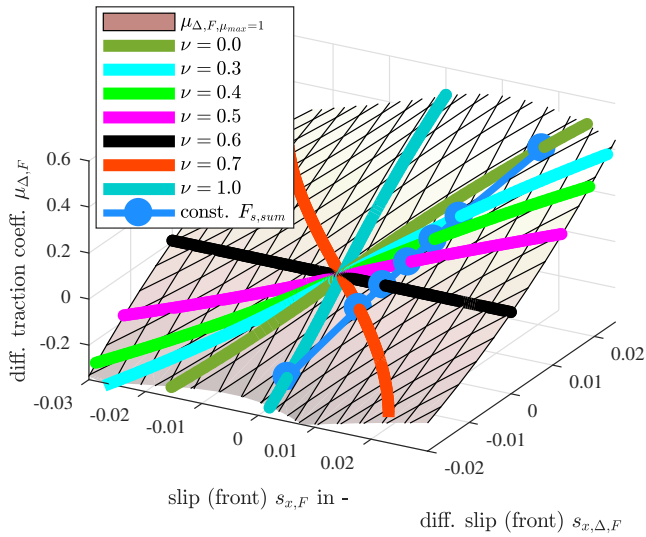 μ_{Δ,F,μ_{max}=1}
ν = 0.0
ν = 0.3
ν = 0.4
ν = 0.5
ν = 0.6
ν = 0.7
ν = 1.0
const. F_{s,sum}
diff. traction coeff. μ_{Δ,F}
0.6
0.4
0.2
0
-0.2
-0.03
-0.02
-0.01
0
0.01
0.02
-0.02
-0.01
0
0.01
0.02
slip (front) s_{x,F} in -
diff. slip (front) s_{x,Δ,F}